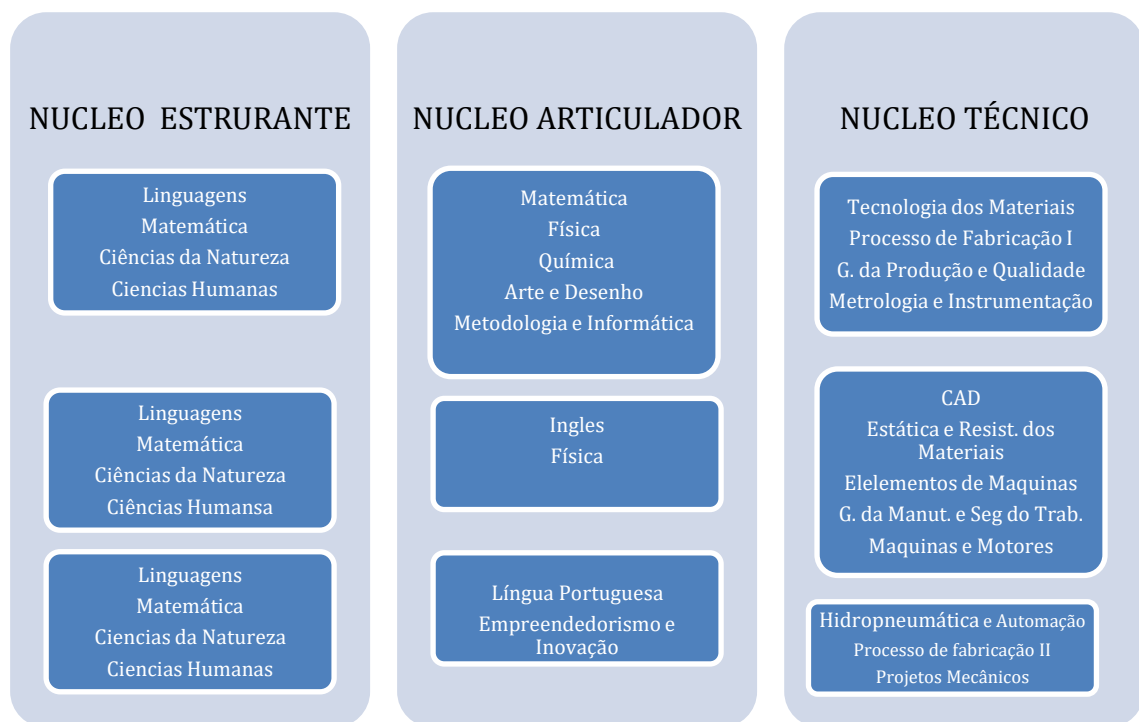 NUCLEO ESTRURANTE
Linguagens
Matemática
Ciências da Natureza
Ciencias Humanas
Linguagens
Matemática
Ciências da Natureza
Ciências Humansa
Linguagens
Matemática
Ciencias da Natureza
Ciencias Humanas
NUCLEO ARTICULADOR
Matemática
Física
Química
Arte e Desenho
Metodologia e Informática
Ingles
Física
Língua Portuguesa
Empreendedorismo e
Inovação
NUCLEO TÉCNICO
Tecnologia dos Materiais
Processo de Fabricação I
G. da Produção e Qualidade
Metrologia e Instrumentação
CAD
Estática e Resist. dos
Materiais
Elelementos de Maquinas
G. da Manut. e Seg do Trab.
Maquinas e Motores
Hidropneumática e Automação
Processo de fabricação II
Projetos Mecânicos